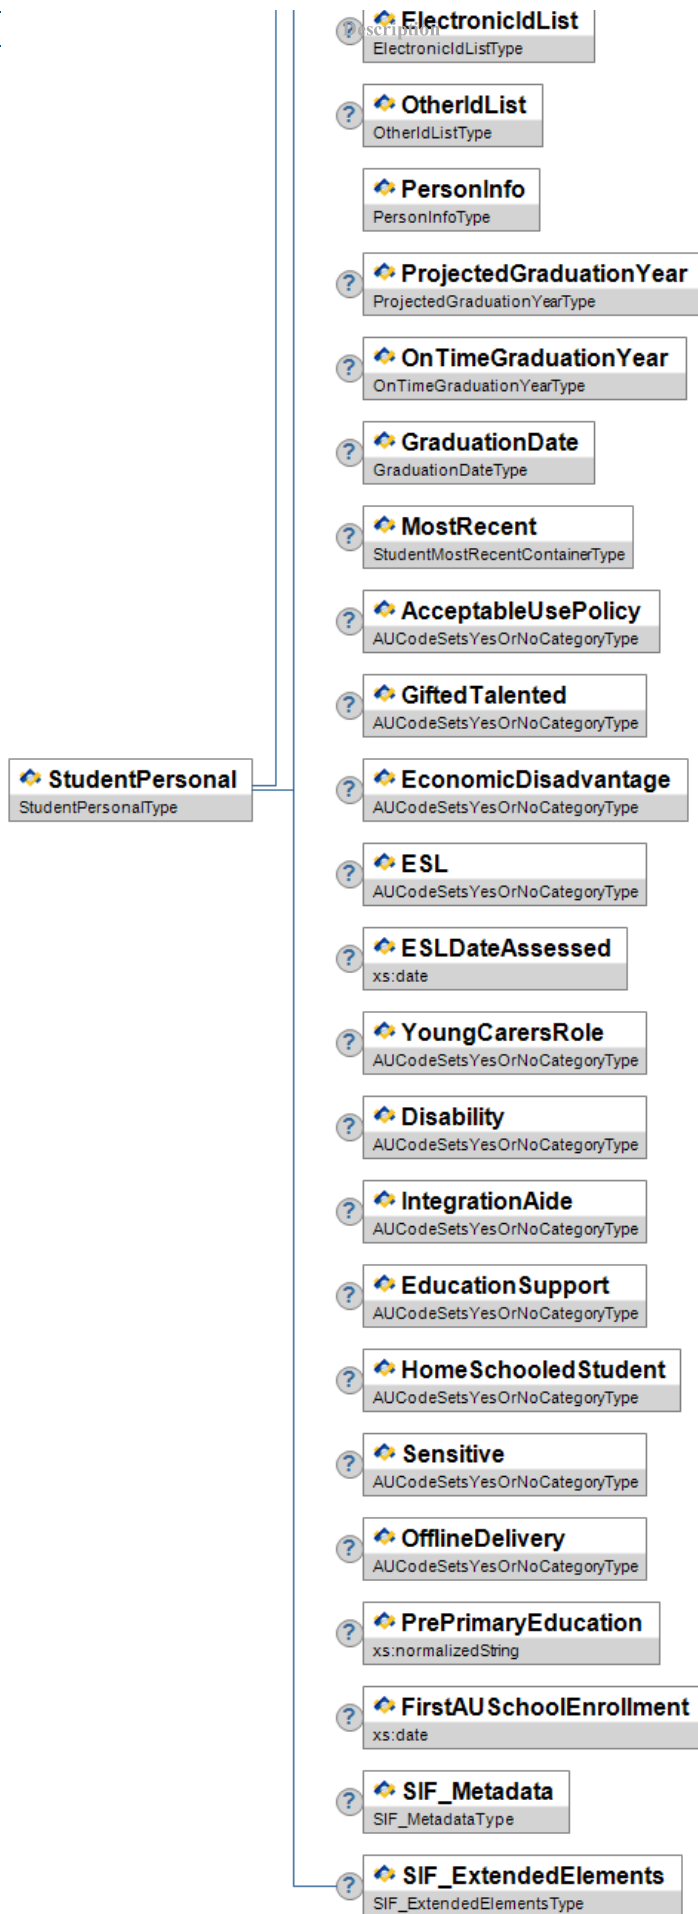 ElectronicIdList
Description
ElectronicIdListType
?
OtherIdList
OtherIdListType
PersonInfo
PersonInfoType
?
ProjectedGraduationYear
ProjectedGraduationYearType
?
OnTimeGraduationYear
OnTimeGraduationYearType
?
GraduationDate
GraduationDateType
?
MostRecent
StudentMostRecentContainerType
?
AcceptableUsePolicy
AUCodeSetsYesOrNoCategoryType
?
GiftedTalented
AUCodeSetsYesOrNoCategoryType
StudentPersonal
StudentPersonalType
?
EconomicDisadvantage
AUCodeSetsYesOrNoCategoryType
?
ESL
AUCodeSetsYesOrNoCategoryType
?
ESLDateAssessed
xs:date
?
YoungCarersRole
AUCodeSetsYesOrNoCategoryType
?
Disability
AUCodeSetsYesOrNoCategoryType
?
IntegrationAide
AUCodeSetsYesOrNoCategoryType
?
EducationSupport
AUCodeSetsYesOrNoCategoryType
?
HomeSchooledStudent
AUCodeSetsYesOrNoCategoryType
?
Sensitive
AUCodeSetsYesOrNoCategoryType
?
OfflineDelivery
AUCodeSetsYesOrNoCategoryType
?
PrePrimaryEducation
xs:normalizedString
?
FirstAUSchoolEnrollment
xs:date
?
SIF_Metadata
SIF_MetadataType
?
SIF_ExtendedElements
SIF_ExtendedElementsType